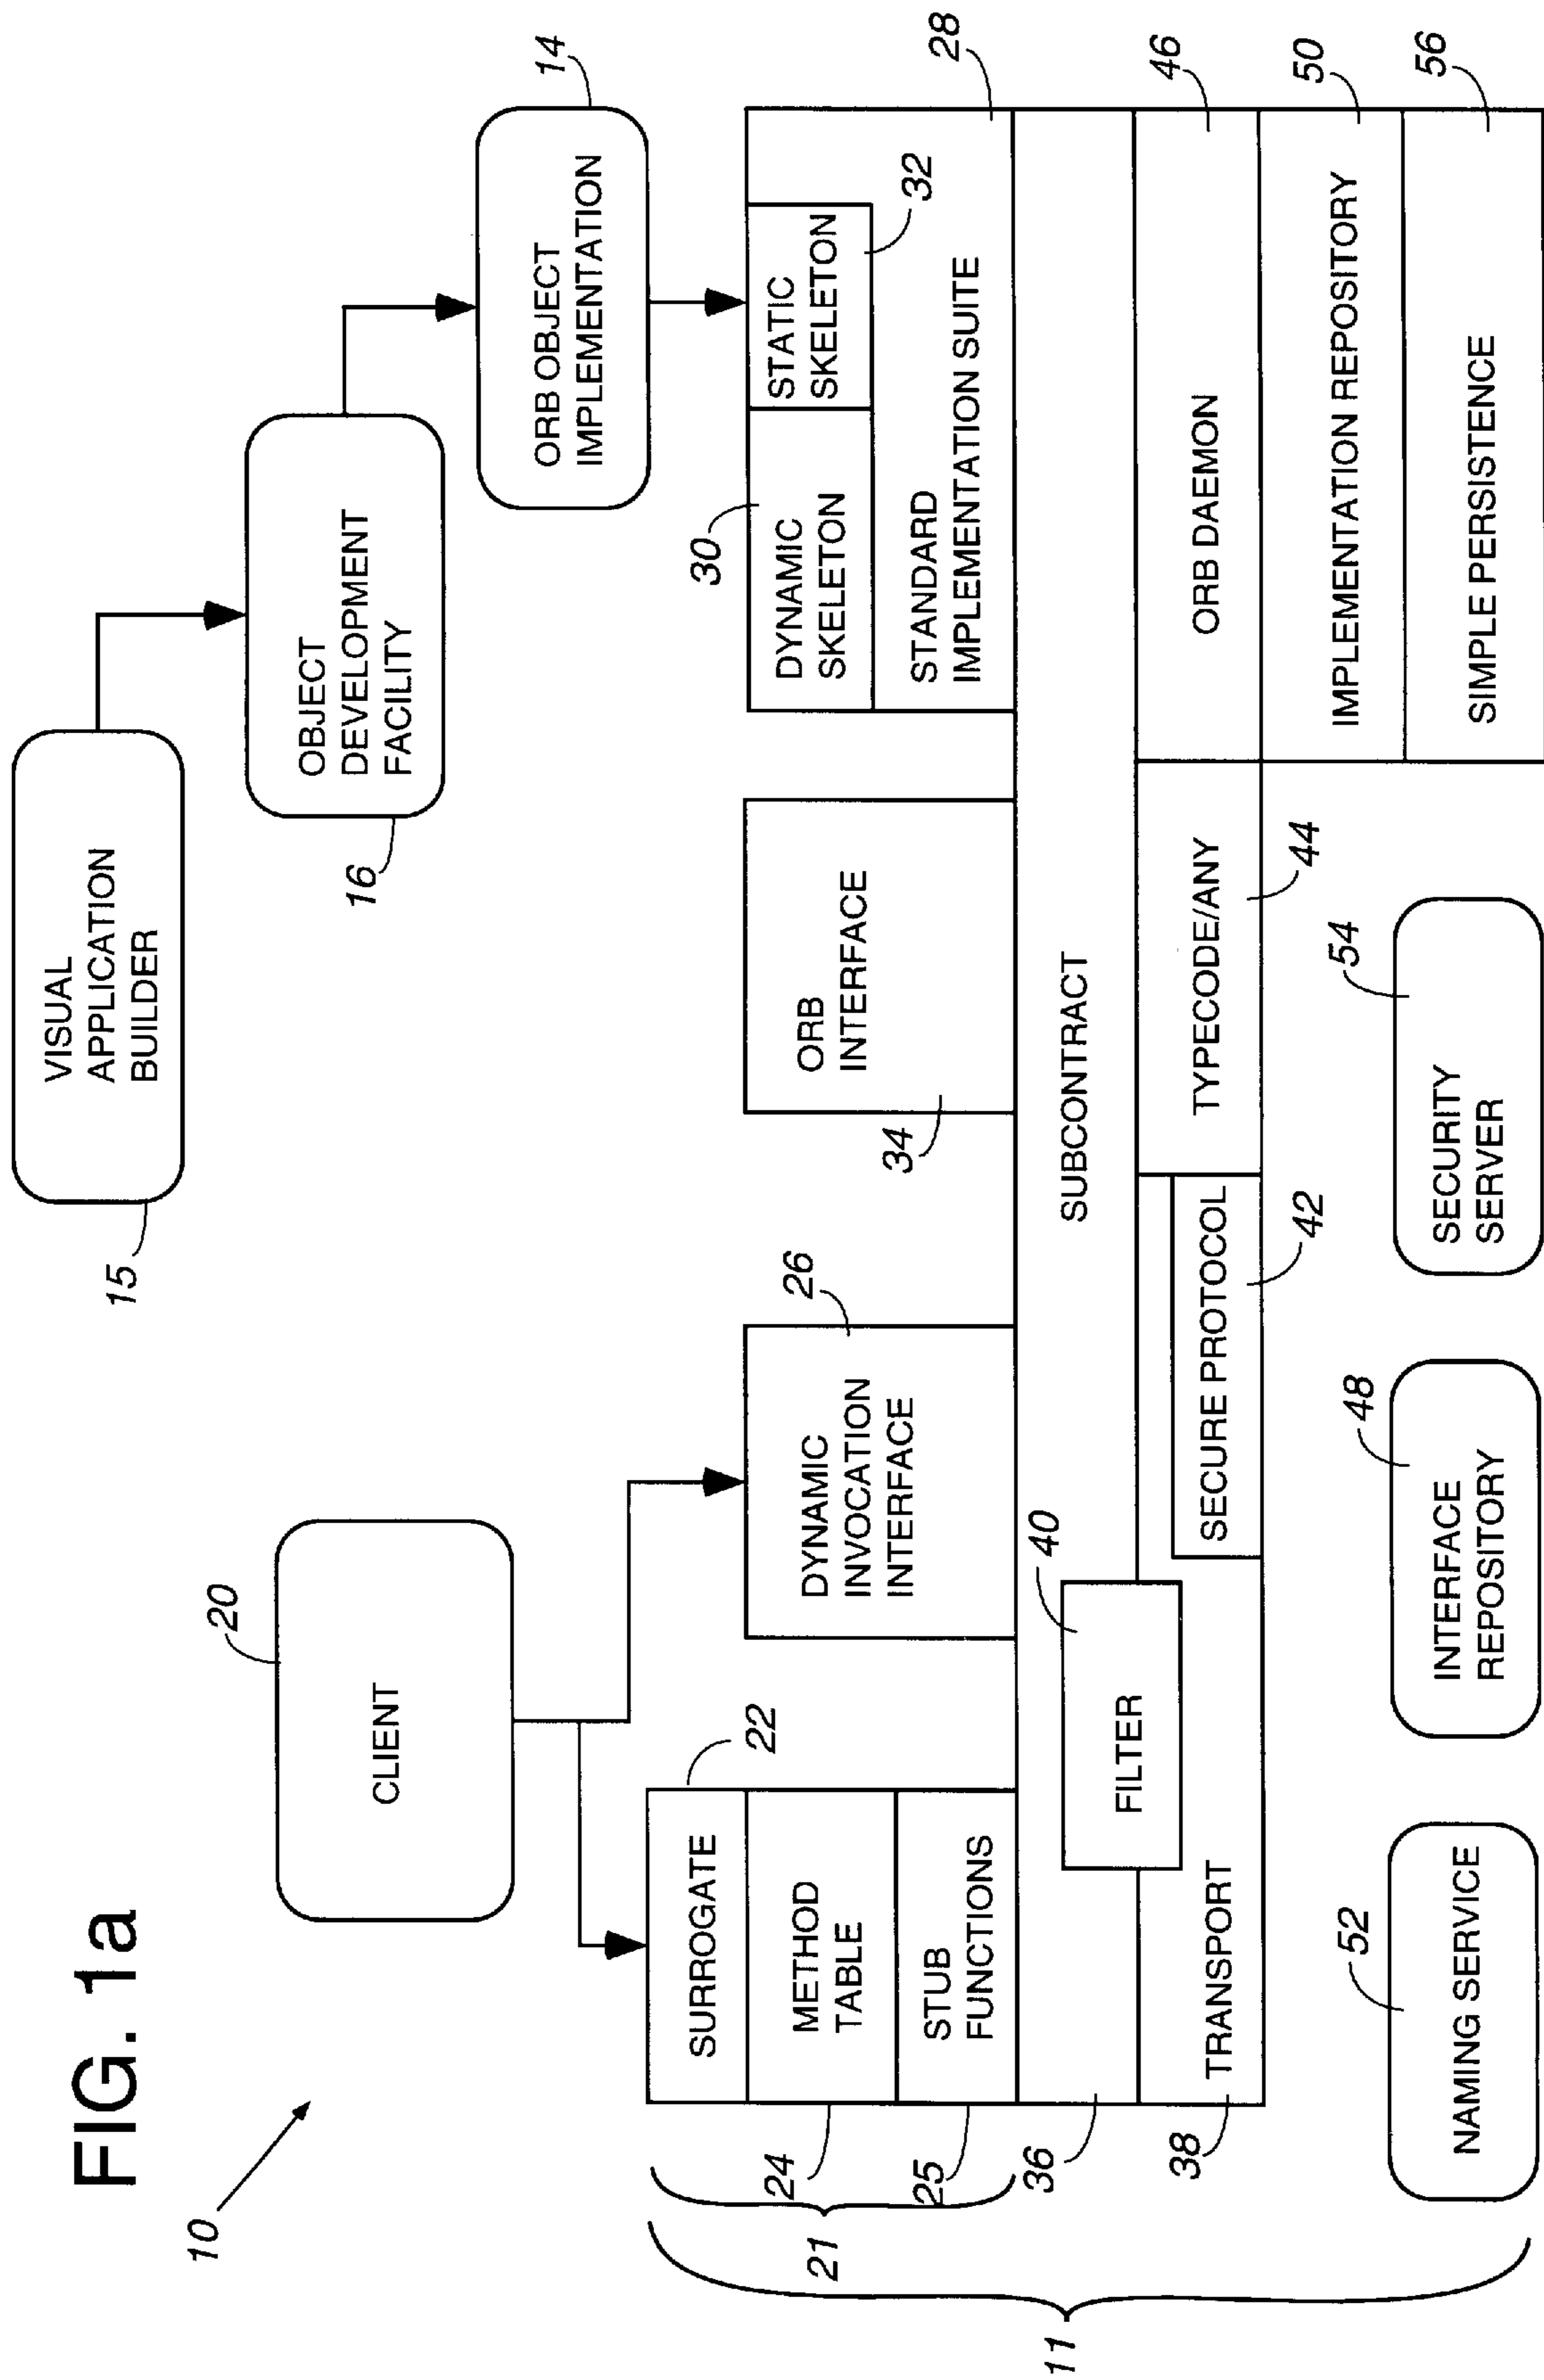 FIG. 1a
10
VISUAL
APPLICATION
BUILDER
15
OBJECT
DEVELOPMENT
FACILITY
16
ORB OBJECT
IMPLEMENTATION
14
CLIENT
20
SURROGATE
22
METHOD
TABLE
24
STUB
FUNCTIONS
25
21
11
DYNAMIC
INVOCATION
INTERFACE
26
ORB
INTERFACE
34
DYNAMIC
SKELETON
30
STATIC
SKELETON
32
STANDARD
IMPLEMENTATION SUITE
28
SUBCONTRACT
36
FILTER
40
TRANSPORT
38
SECURE PROTOCOL
42
TYPECODE/ANY
44
ORB DAEMON
46
IMPLEMENTATION REPOSITORY
50
SIMPLE PERSISTENCE
56
NAMING SERVICE
52
INTERFACE
REPOSITORY
48
SECURITY
SERVER
54